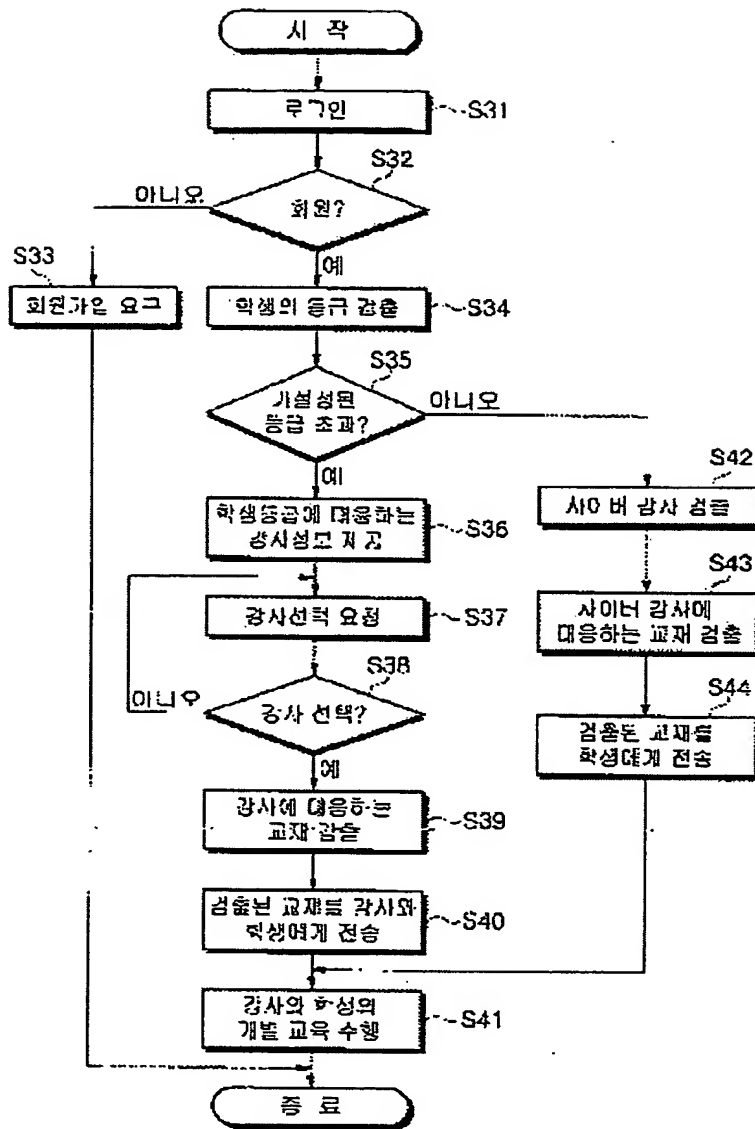 시 작
로그인
S31
S32
회원?
아니오
예
S33
회원가입 요구
학생의 등급 검출
S34
S35
기설정된
등급 초과?
아니오
예
학생등급에 대응하는
강사정보 제공
S36
강사선택 요청
S37
S38
강사 선택?
아니오
예
강사에 대응하는
교재 검출
S39
검출된 교재를 강사와
학생에게 전송
S40
S42
사이버 강사 검출
S43
사이버 강사에
대응하는 교재 검출
S44
검출된 교재를
학생에게 전송
강사와 학생의
개별 교육 수행
S41
종 료